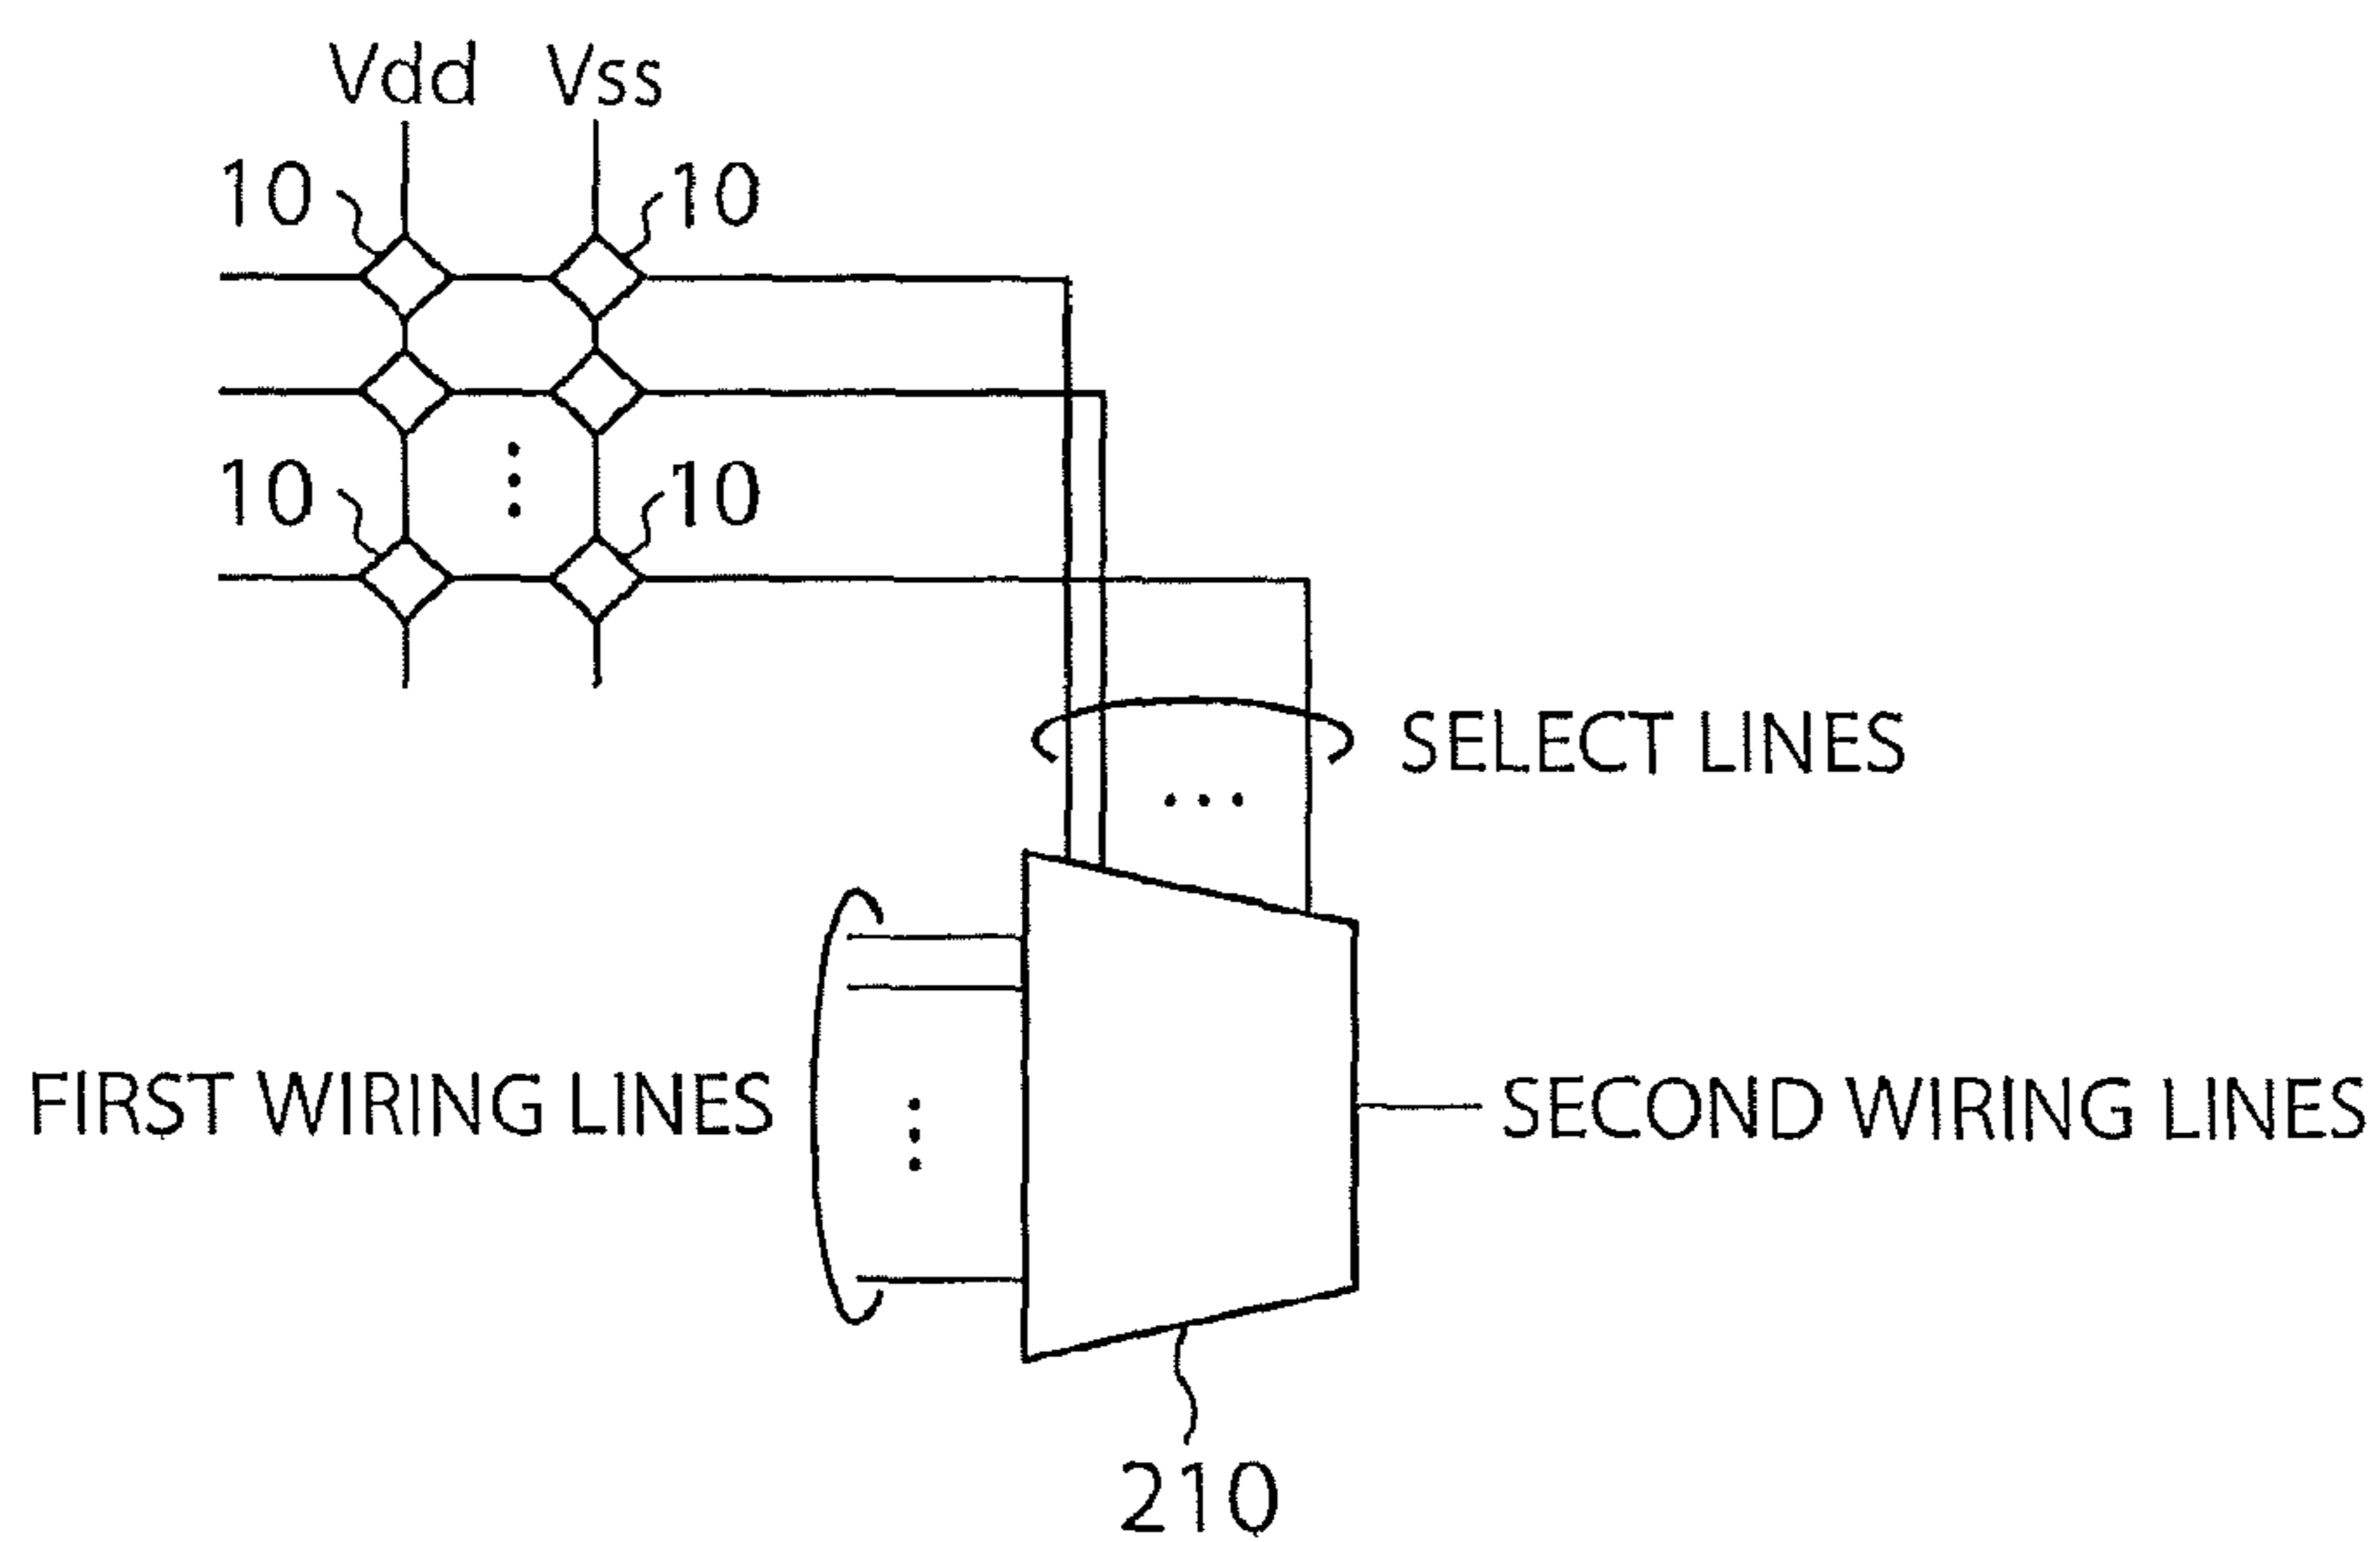 Vdd Vss
10 10
10 10
SELECT LINES
FIRST WIRING LINES
SECOND WIRING LINES
210